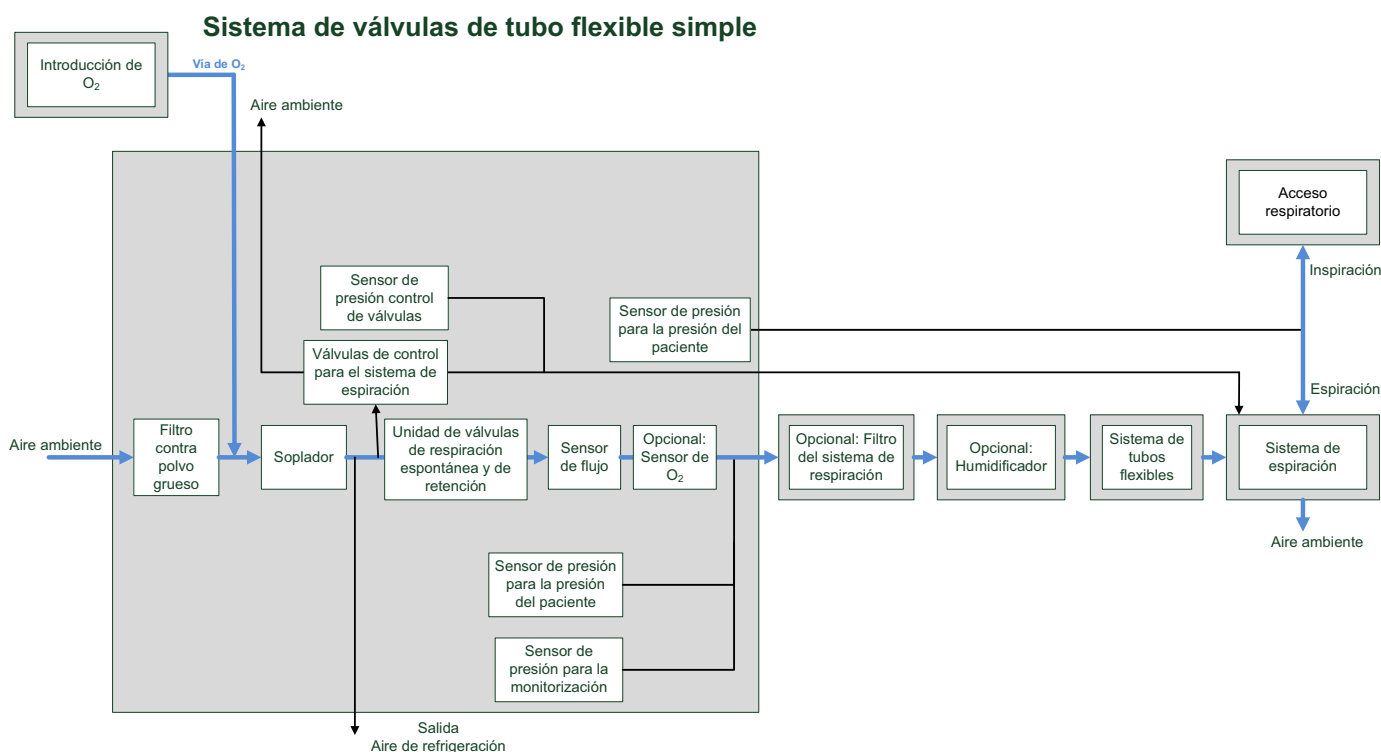 Sistema de válvulas de tubo flexible simple
Introducción de
O₂
Via de O₂
Aire ambiente
Acceso
respiratorio
Inspiración
Sensor de
presión control
de válvulas
Sensor de presión
para la presión del
paciente
Válvulas de control
para el sistema de
espiración
Espiración
Aire ambiente
Filtro
contra
polvo
grueso
Soplador
Unidad de válvulas
de respiración
espontánea y de
retención
Sensor
de flujo
Opcional:
Sensor de
O₂
Opcional: Filtro
del sistema de
respiración
Opcional:
Humidificador
Sistema de
tubos
flexibles
Sistema de
espiración
Aire ambiente
Sensor de presión
para la presión
del paciente
Sensor de
presión para la
monitorización
Salida
Aire de refrigeración